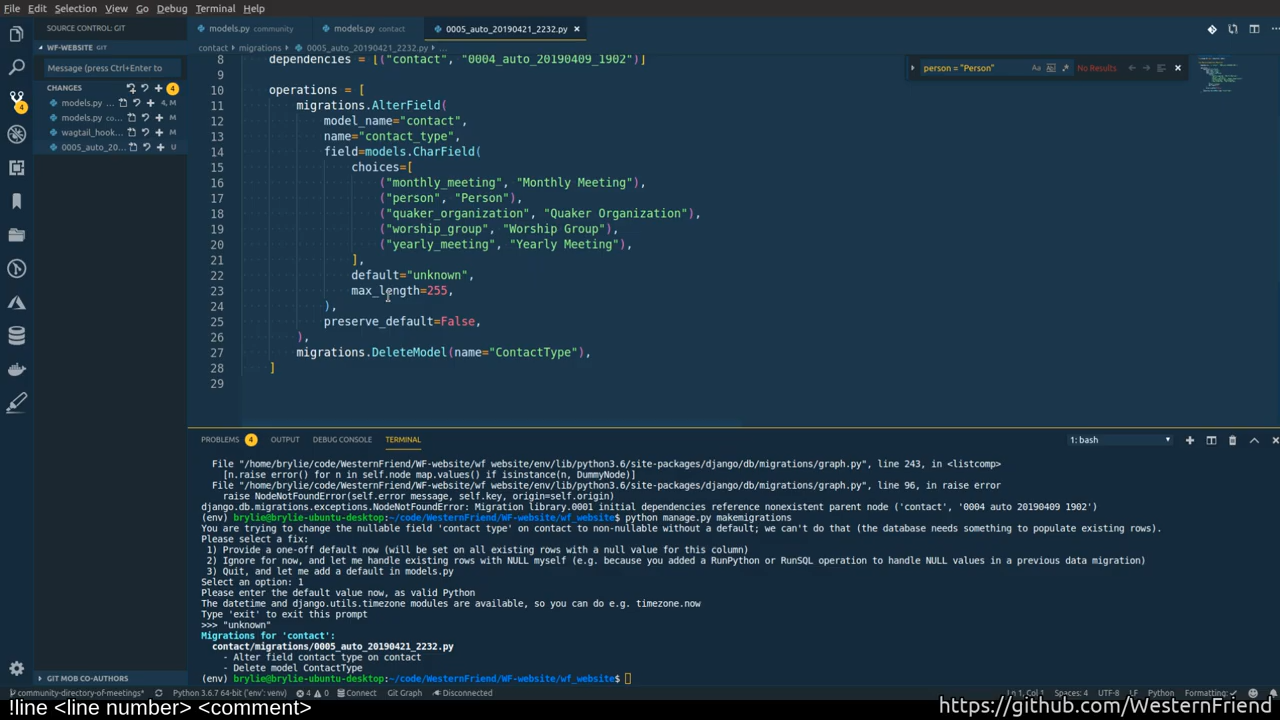 File Edit Selection View Go Debug Terminal Help
SOURCE CONTROL: GIT
models.py community
models.py contact
0005_auto_20190421_2232.py ×
WF-WEBSITE GIT
contact › migrations › 0005_auto_20190421_2232.py › ...
Message (press Ctrl+Enter to
CHANGES 4
models.py ... 4, M
models.py co... M
wagtail_hook... M
0005_auto_20... U
person = "Person"
Aa Abl .* No Results
8 dependencies = [("contact", "0004_auto_20190409_1902")]
9
10 operations = [
11 migrations.AlterField(
12 model_name="contact",
13 name="contact_type",
14 field=models.CharField(
15 choices=[
16 ("monthly_meeting", "Monthly Meeting"),
17 ("person", "Person"),
18 ("quaker_organization", "Quaker Organization"),
19 ("worship_group", "Worship Group"),
20 ("yearly_meeting", "Yearly Meeting"),
21 ],
22 default="unknown",
23 max_length=255,
24 ),
25 preserve_default=False,
26 ),
27 migrations.DeleteModel(name="ContactType"),
28 ]
29
PROBLEMS 4 OUTPUT DEBUG CONSOLE TERMINAL 1: bash
File "/home/brylie/code/WesternFriend/WF-website/wf website/env/lib/python3.6/site-packages/django/db/migrations/graph.py", line 243, in <listcomp>
[n.raise error() for n in self.node map.values() if isinstance(n, DummyNode)]
File "/home/brylie/code/WesternFriend/WF-website/wf website/env/lib/python3.6/site-packages/django/db/migrations/graph.py", line 96, in raise error
raise NodeNotFoundError(self.error message, self.key, origin=self.origin)
django.db.migrations.exceptions.NodeNotFoundError: Migration library.0001 initial dependencies reference nonexistent parent node ('contact', '0004 auto 20190409 1902')
(env) brylie@brylie-ubuntu-desktop:~/code/WesternFriend/WF-website/wf_website$ python manage.py makemigrations
You are trying to change the nullable field 'contact type' on contact to non-nullable without a default; we can't do that (the database needs something to populate existing rows).
Please select a fix:
1) Provide a one-off default now (will be set on all existing rows with a null value for this column)
2) Ignore for now, and let me handle existing rows with NULL myself (e.g. because you added a RunPython or RunSQL operation to handle NULL values in a previous data migration)
3) Quit, and let me add a default in models.py
Select an option: 1
Please enter the default value now, as valid Python
The datetime and django.utils.timezone modules are available, so you can do e.g. timezone.now
Type 'exit' to exit this prompt
>>> "unknown"
Migrations for 'contact':
contact/migrations/0005_auto_20190421_2232.py
- Alter field contact type on contact
- Delete model ContactType
(env) brylie@brylie-ubuntu-desktop:~/code/WesternFriend/WF-website/wf_website$
GIT MOB CO-AUTHORS
community-directory-of-meetings* Python 3.6.7 64-bit ('env': venv) 4 0 Connect Git Graph Disconnected Ln 1, Col 1 Spaces: 4 UTF-8 LF Python Formatting: ✓
!line <line number> <comment>
https://github.com/WesternFriend